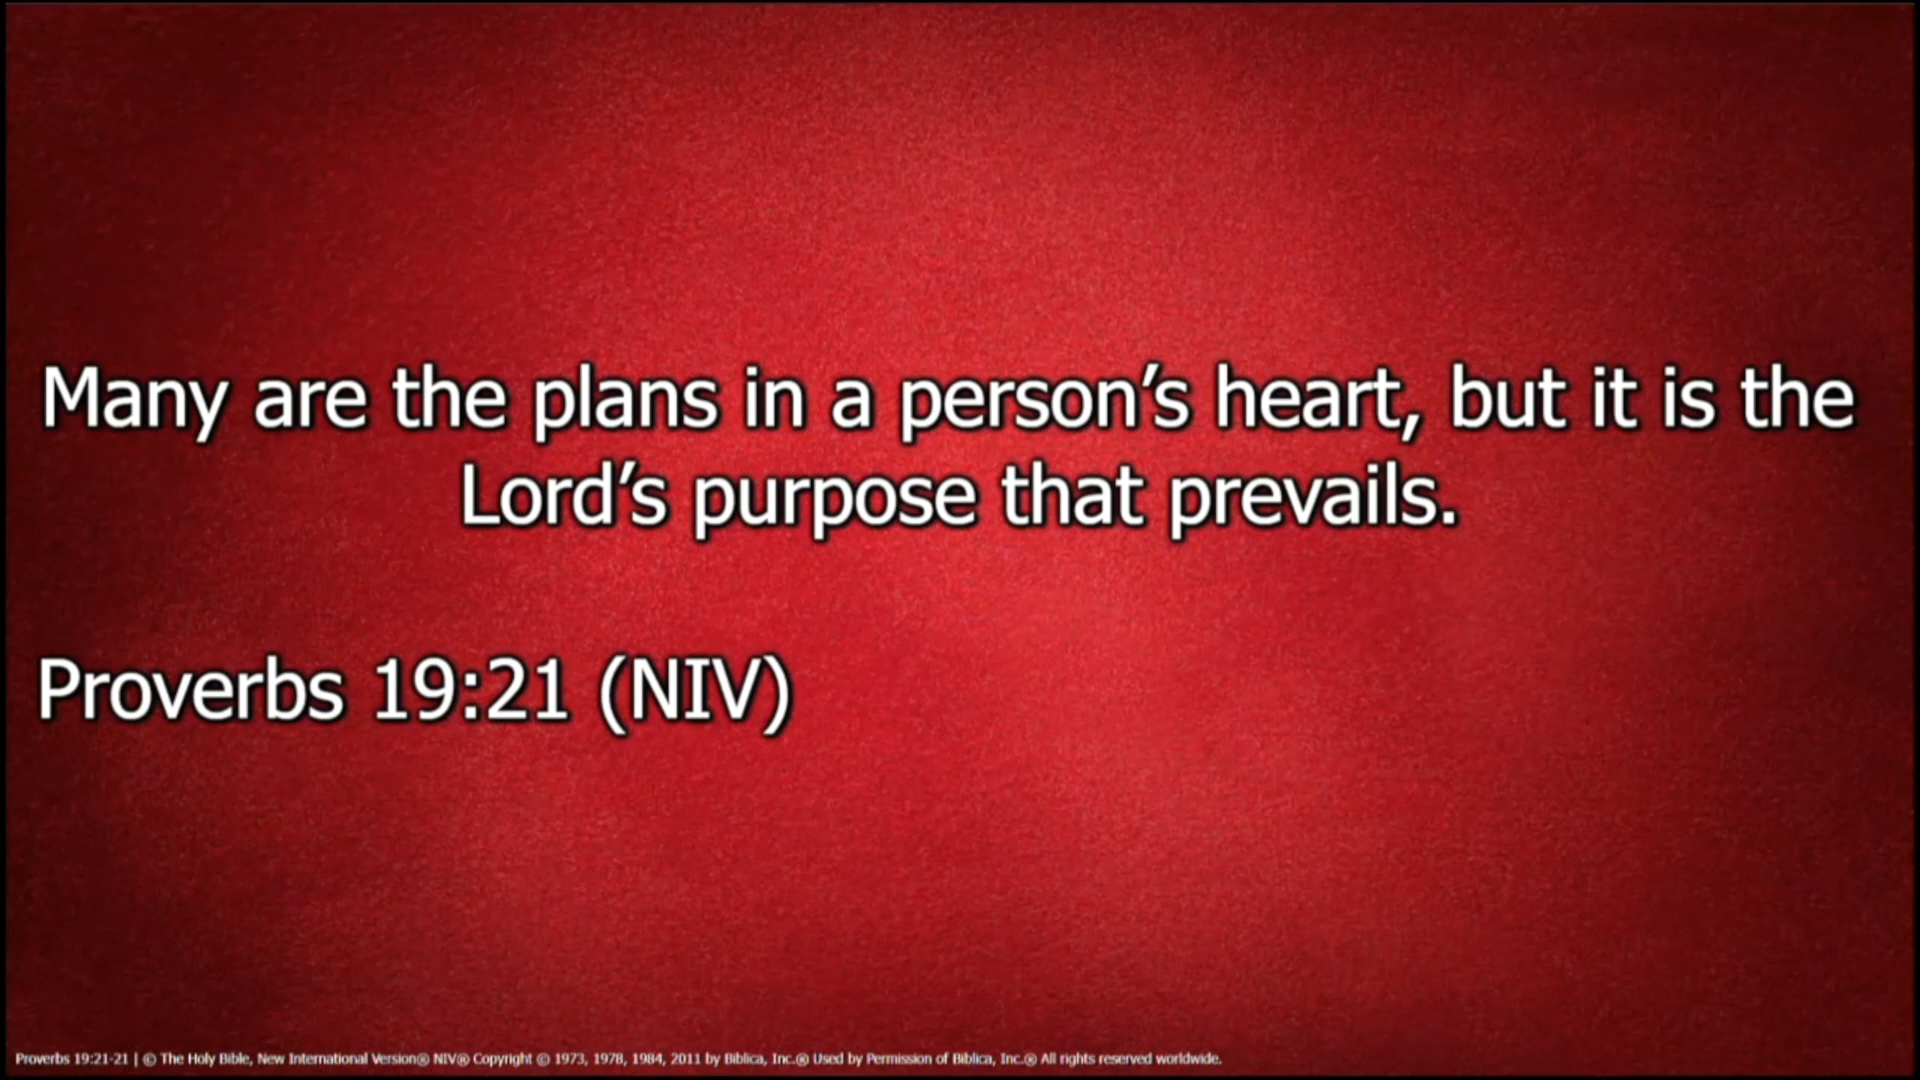 Many are the plans in a person’s heart, but it is the
Lord’s purpose that prevails.
Proverbs 19:21 (NIV)
Proverbs 19:21-21 | © The Holy Bible, New International Version® NIV® Copyright © 1973, 1978, 1984, 2011 by Biblica, Inc.® Used by Permission of Biblica, Inc.® All rights reserved worldwide.